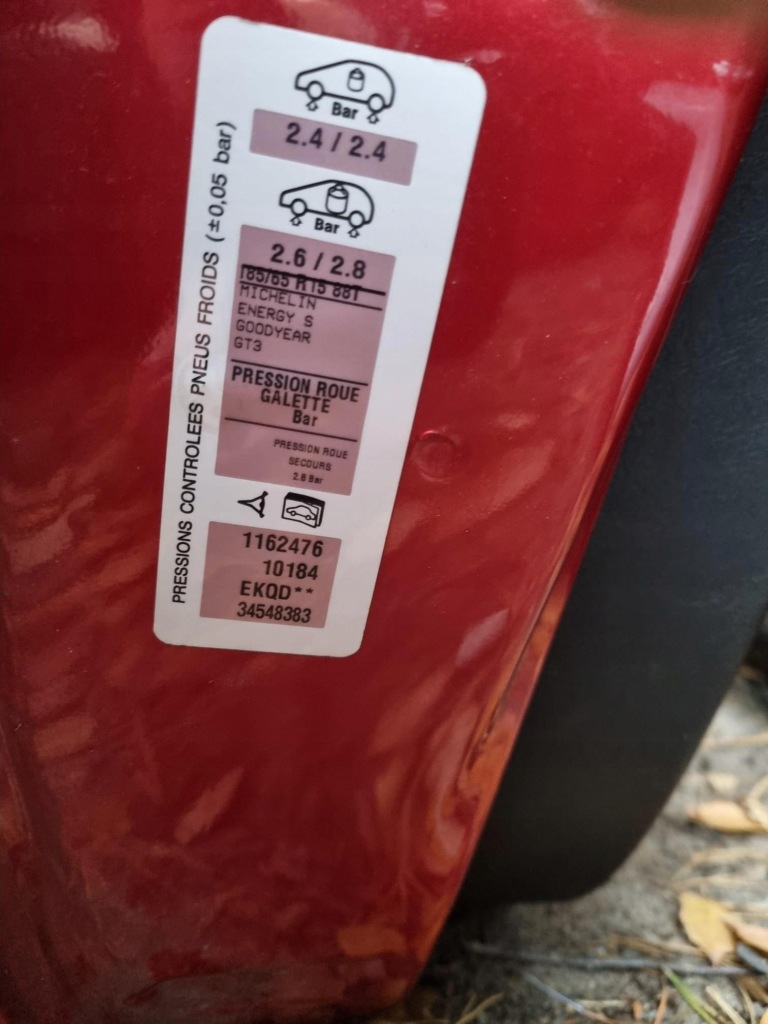 Bar
2.4 / 2.4
Bar
2.6 / 2.8
185/65 R15 88T
MICHELIN
ENERGY S
GOODYEAR
GT3
PRESSION ROUE
GALETTE
Bar
PRESSION ROUE
SECOURS
2.6 Bar
1162476
10184
EKQD**
34548383
PRESSIONS CONTROLEES PNEUS FROIDS (±0,05 bar)